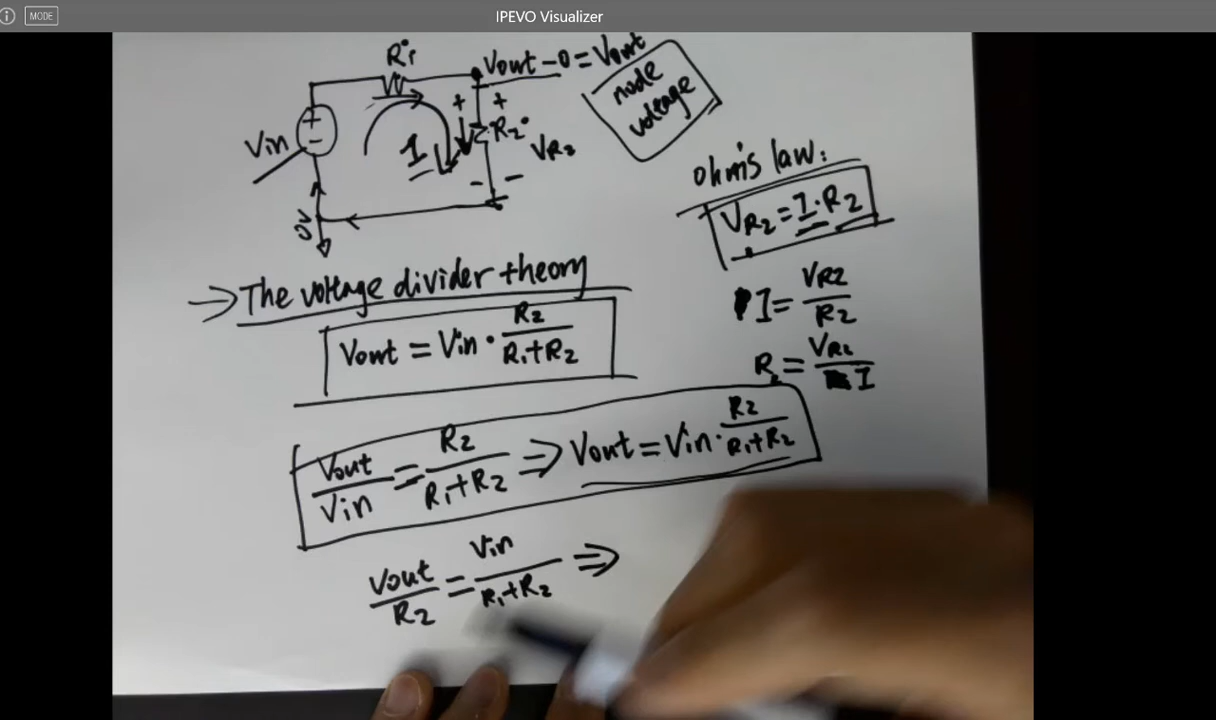 MODE
IPEVO Visualizer
R1
Vout - 0 = Vout
node
voltage
Vin
+
-
I
+
+
R2
VR2
-
-
0V
ohm's law:
VR2 = I · R2
I = VR2 / R2
R = VR2 / I
⇒ The voltage divider theory
Vout = Vin · R2 / R1+R2
Vout / Vin = R2 / R1+R2 ⇒ Vout = Vin · R2 / R1+R2
Vout / R2 = Vin / R1+R2 ⇒